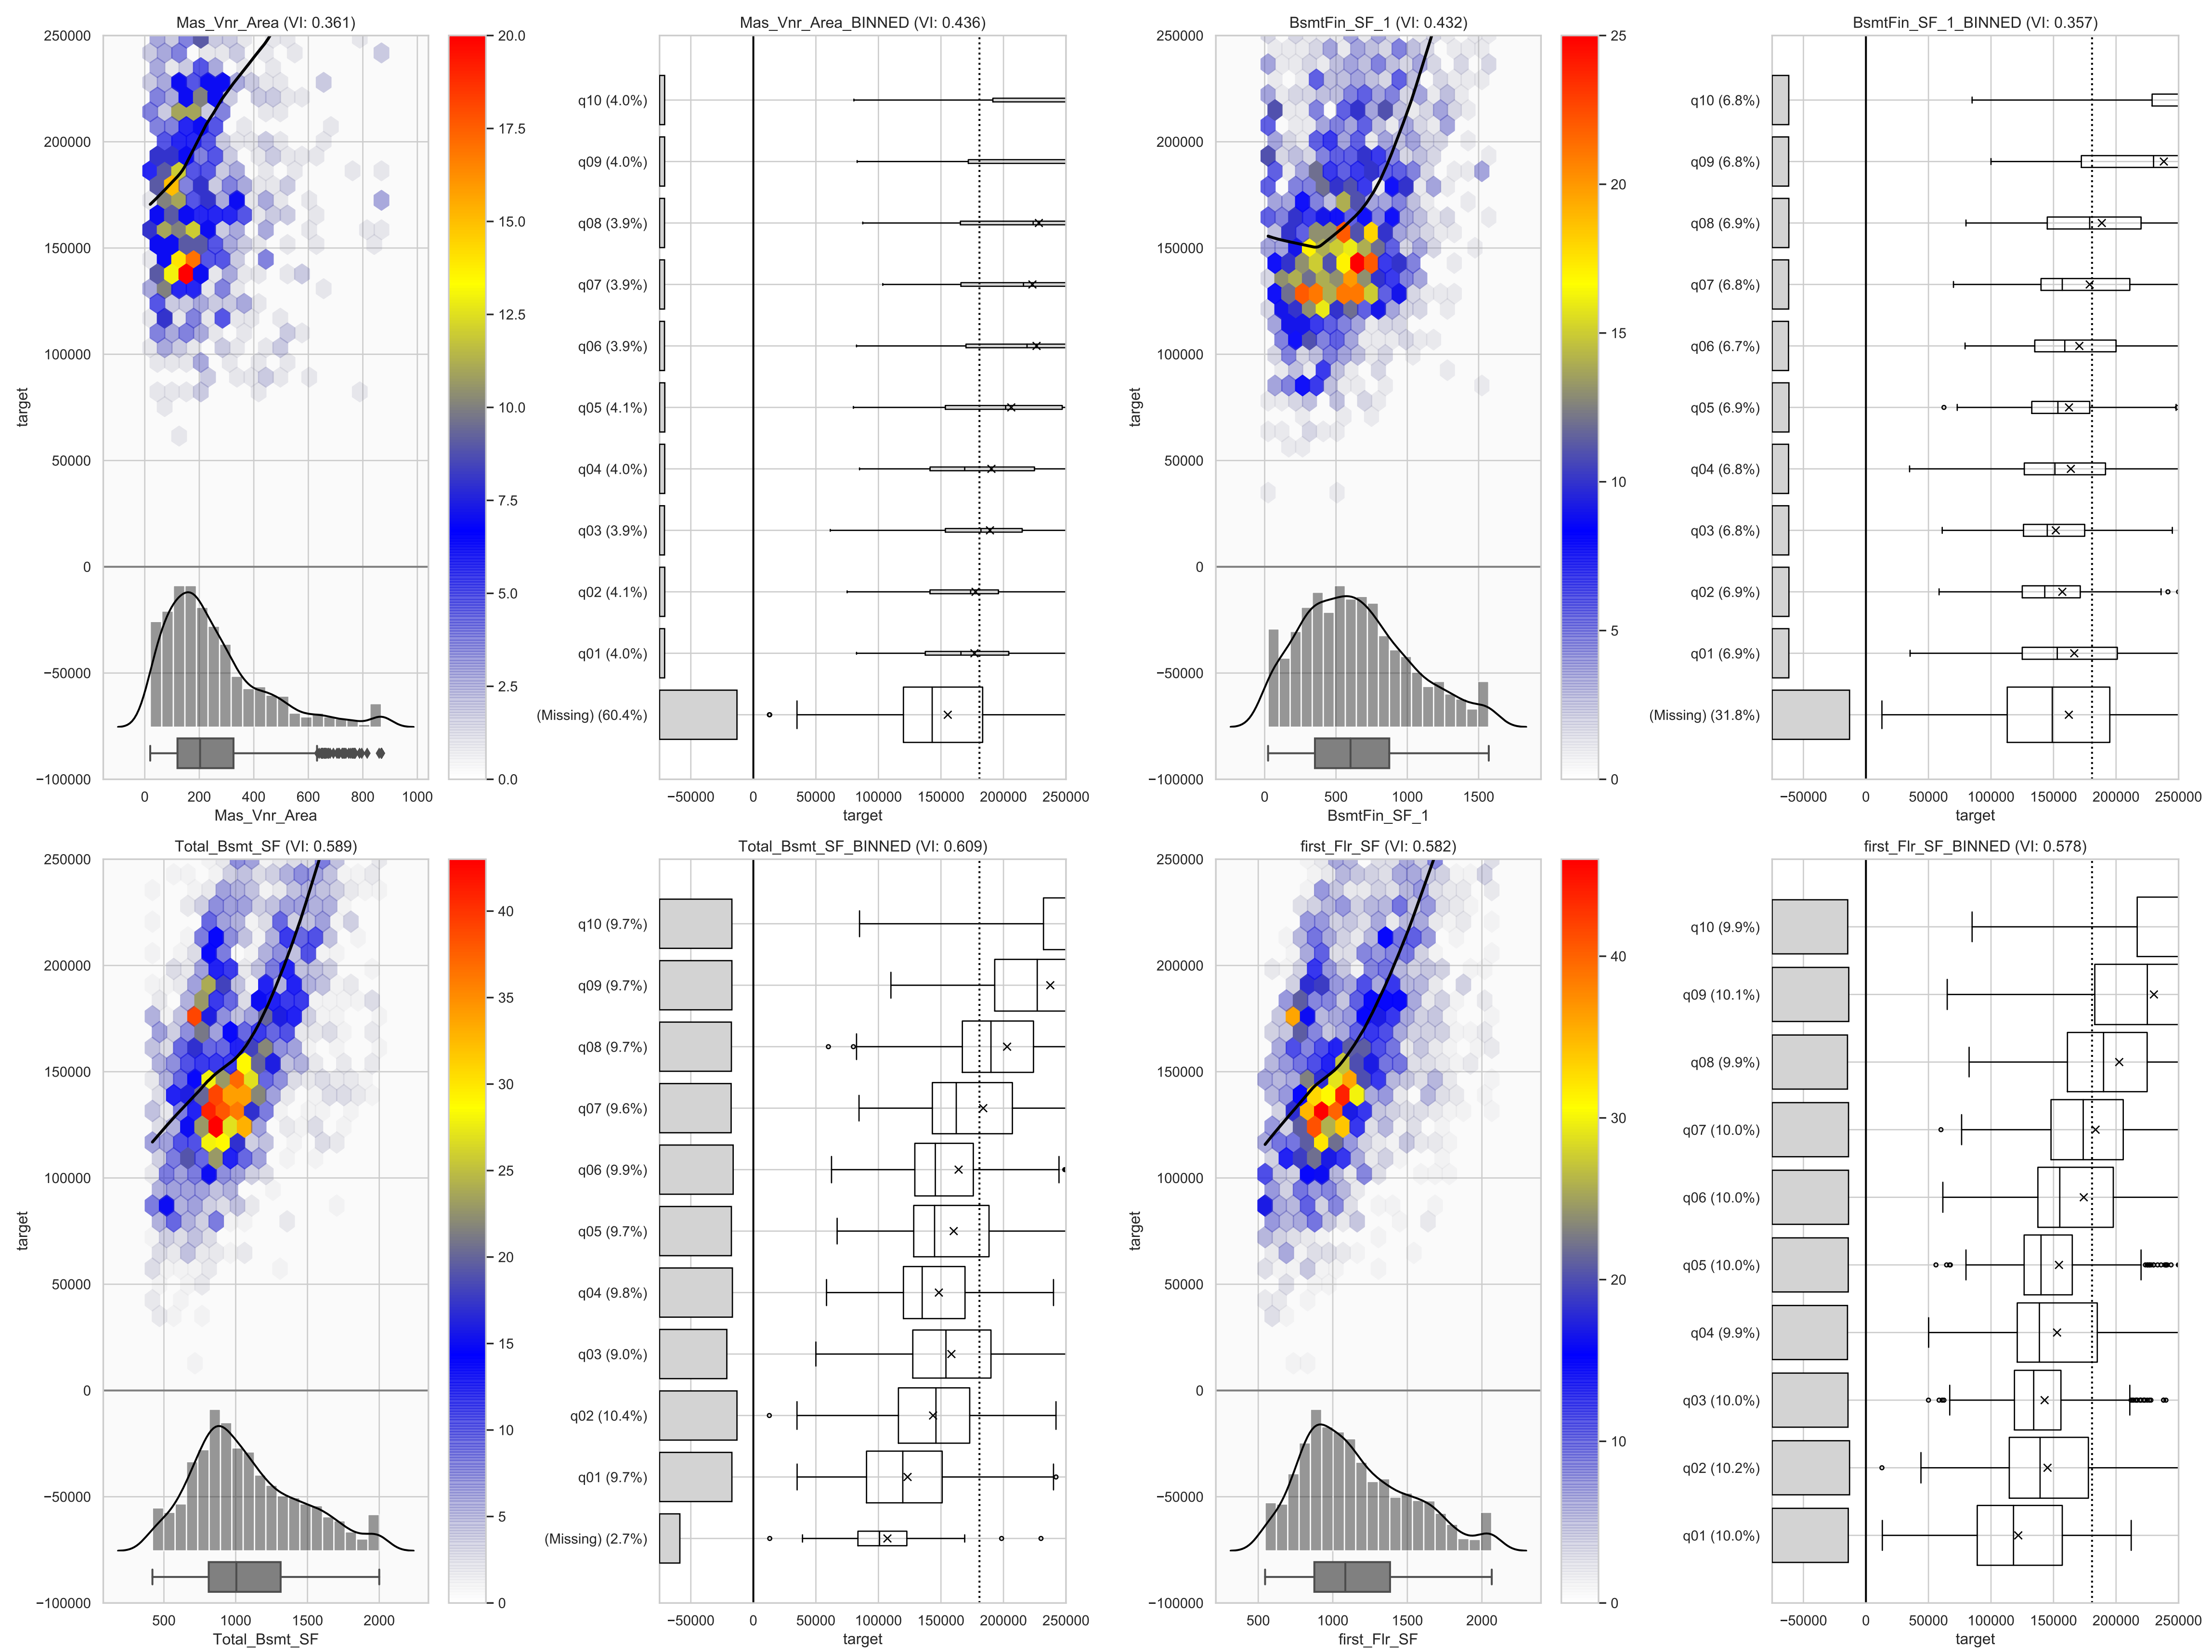 Mas_Vnr_Area (VI: 0.361)
250000
200000
150000
100000
50000
0
−50000
−100000
target
0 200 400 600 800 1000
Mas_Vnr_Area
20.0
17.5
15.0
12.5
10.0
7.5
5.0
2.5
0.0
Mas_Vnr_Area_BINNED (VI: 0.436)
q10 (4.0%)
q09 (4.0%)
q08 (3.9%)
q07 (3.9%)
q06 (3.9%)
q05 (4.1%)
q04 (4.0%)
q03 (3.9%)
q02 (4.1%)
q01 (4.0%)
(Missing) (60.4%)
−50000 0 50000 100000 150000 200000 250000
target
BsmtFin_SF_1 (VI: 0.432)
250000
200000
150000
100000
50000
0
−50000
−100000
target
0 500 1000 1500
BsmtFin_SF_1
25
20
15
10
5
0
BsmtFin_SF_1_BINNED (VI: 0.357)
q10 (6.8%)
q09 (6.8%)
q08 (6.9%)
q07 (6.8%)
q06 (6.7%)
q05 (6.9%)
q04 (6.8%)
q03 (6.8%)
q02 (6.9%)
q01 (6.9%)
(Missing) (31.8%)
−50000 0 50000 100000 150000 200000 250000
target
Total_Bsmt_SF (VI: 0.589)
250000
200000
150000
100000
50000
0
−50000
−100000
target
500 1000 1500 2000
Total_Bsmt_SF
40
35
30
25
20
15
10
5
0
Total_Bsmt_SF_BINNED (VI: 0.609)
q10 (9.7%)
q09 (9.7%)
q08 (9.7%)
q07 (9.6%)
q06 (9.9%)
q05 (9.7%)
q04 (9.8%)
q03 (9.0%)
q02 (10.4%)
q01 (9.7%)
(Missing) (2.7%)
−50000 0 50000 100000 150000 200000 250000
target
first_Flr_SF (VI: 0.582)
250000
200000
150000
100000
50000
0
−50000
−100000
target
500 1000 1500 2000
first_Flr_SF
40
30
20
10
0
first_Flr_SF_BINNED (VI: 0.578)
q10 (9.9%)
q09 (10.1%)
q08 (9.9%)
q07 (10.0%)
q06 (10.0%)
q05 (10.0%)
q04 (9.9%)
q03 (10.0%)
q02 (10.2%)
q01 (10.0%)
−50000 0 50000 100000 150000 200000 250000
target